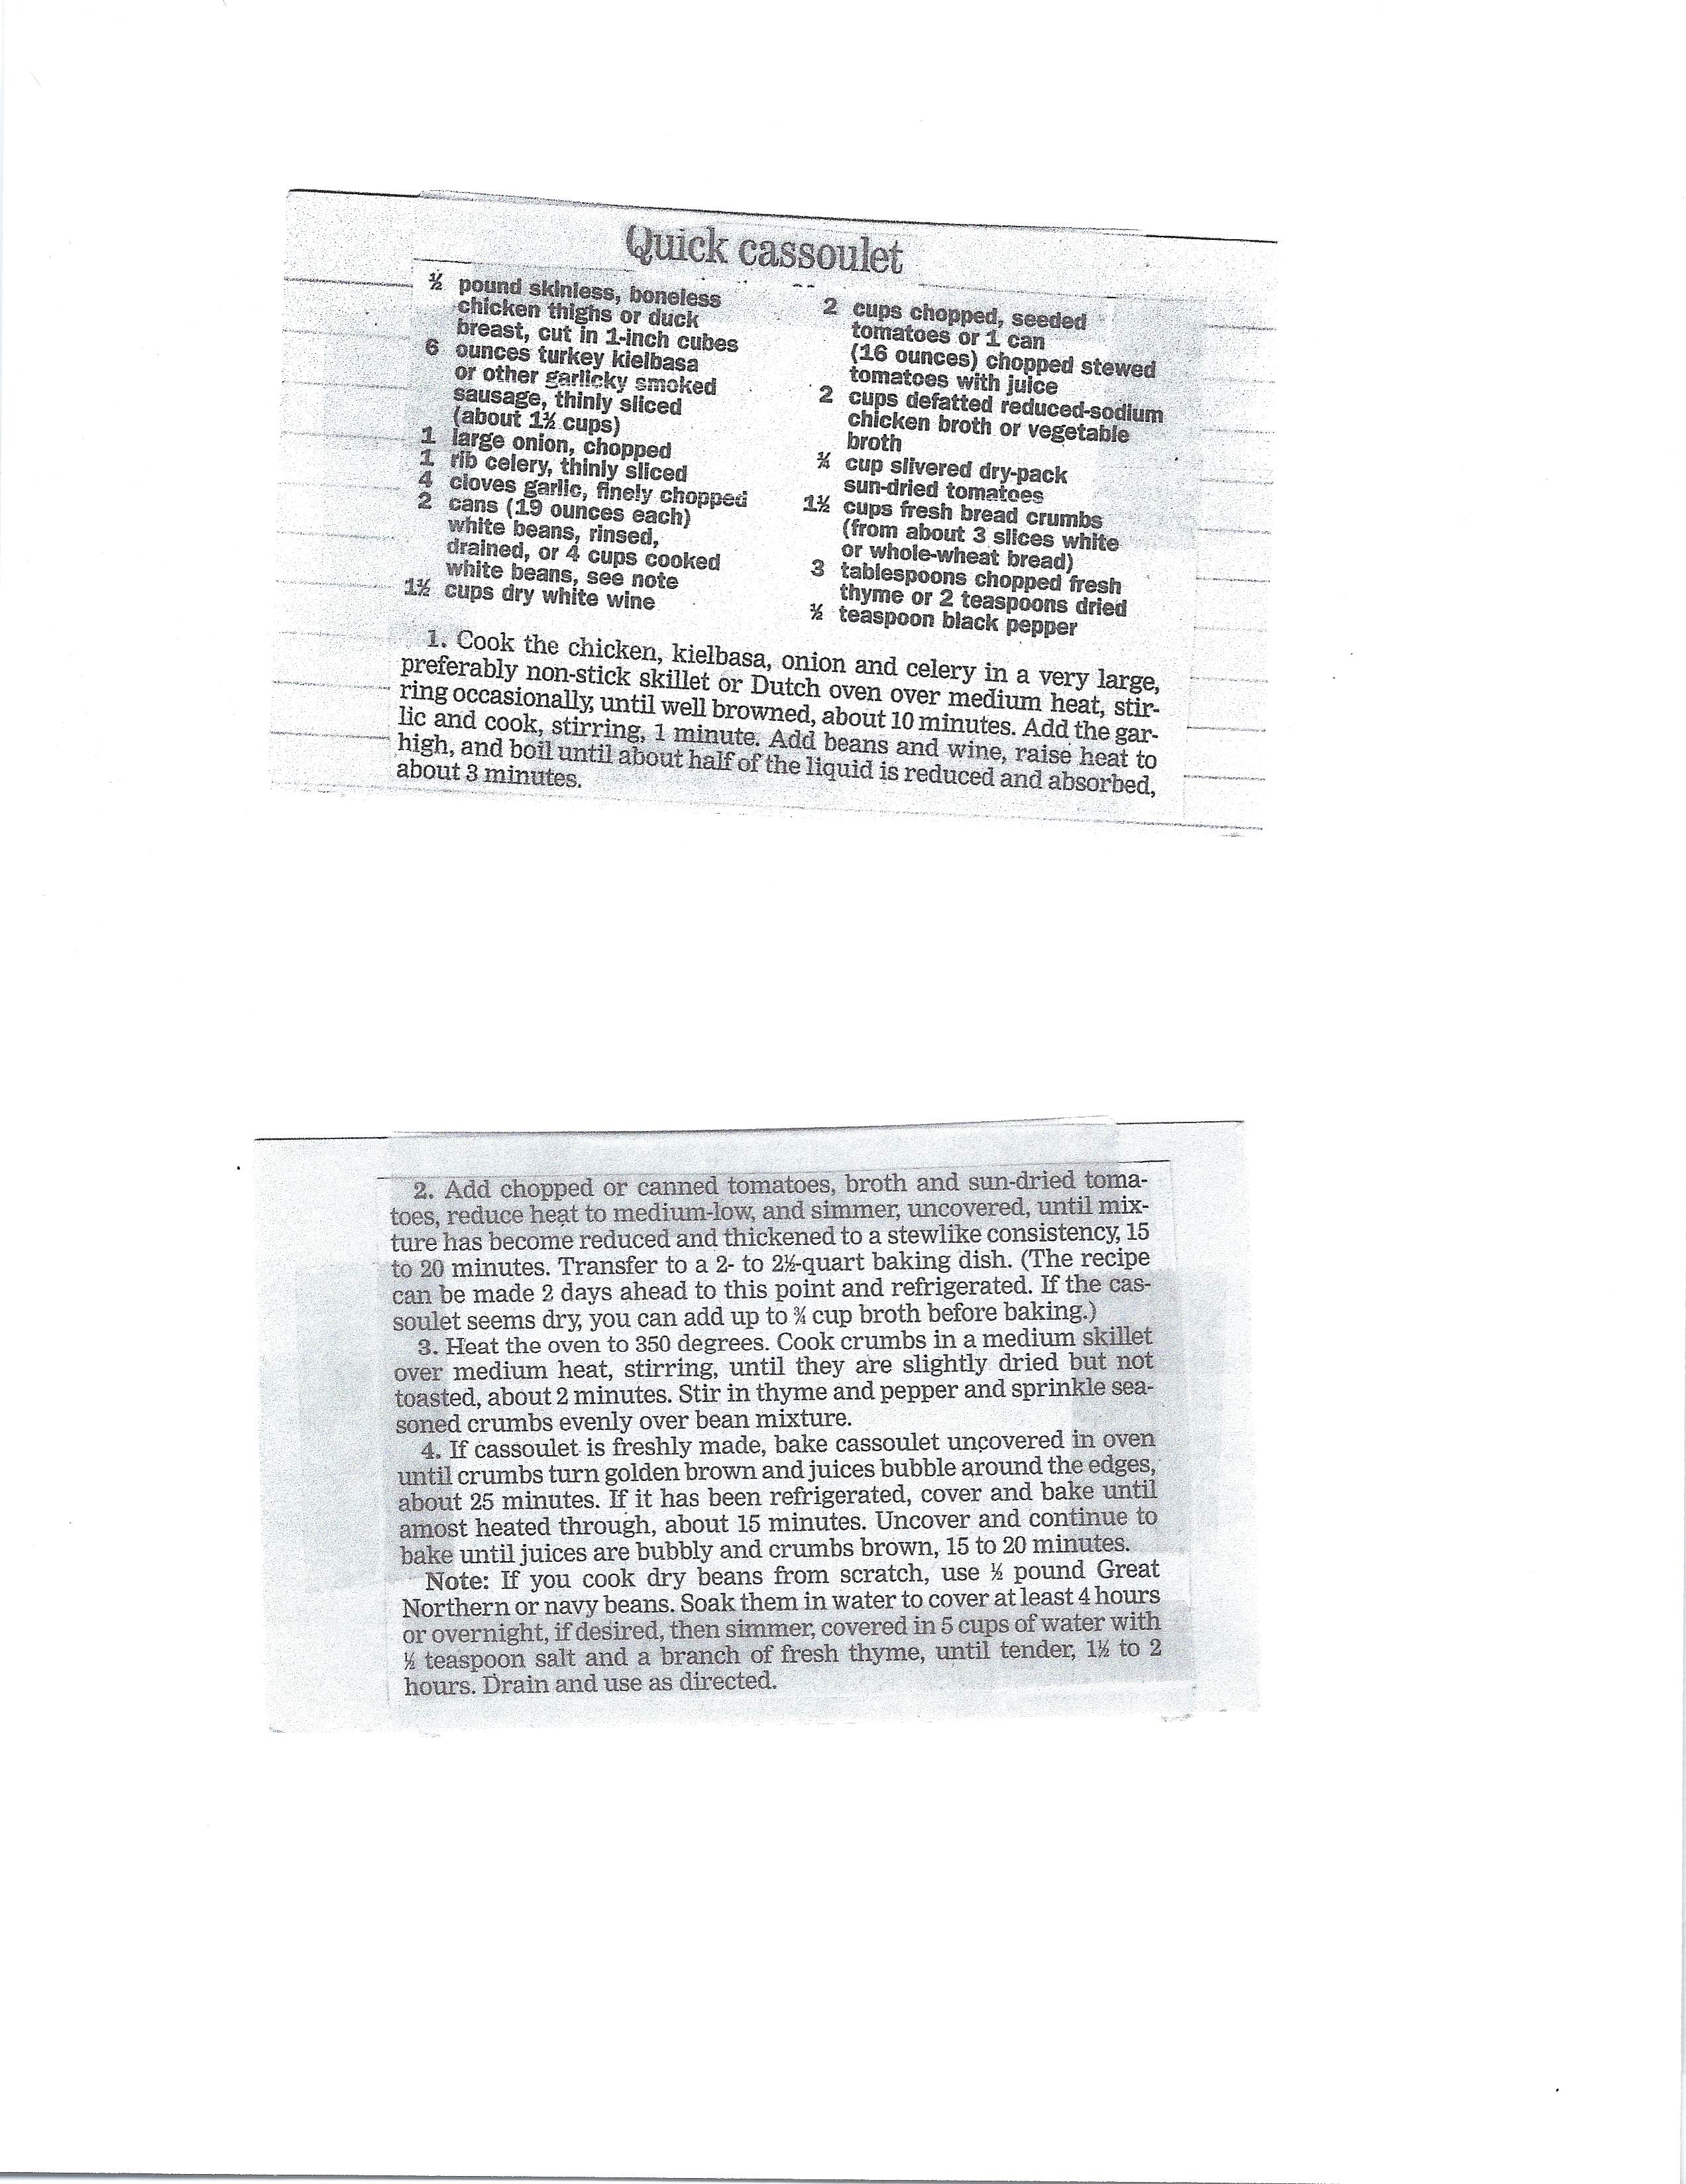 Quick cassoulet
½ pound skinless, boneless
chicken thighs or duck
breast, cut in 1-inch cubes
6 ounces turkey kielbasa
or other garlicky smoked
sausage, thinly sliced
(about 1½ cups)
1 large onion, chopped
1 rib celery, thinly sliced
4 cloves garlic, finely chopped
2 cans (19 ounces each)
white beans, rinsed,
drained, or 4 cups cooked
white beans, see note
1½ cups dry white wine
2 cups chopped, seeded
tomatoes or 1 can
(16 ounces) chopped stewed
tomatoes with juice
2 cups defatted reduced-sodium
chicken broth or vegetable
broth
¼ cup slivered dry-pack
sun-dried tomatoes
1½ cups fresh bread crumbs
(from about 3 slices white
or whole-wheat bread)
3 tablespoons chopped fresh
thyme or 2 teaspoons dried
½ teaspoon black pepper
1. Cook the chicken, kielbasa, onion and celery in a very large,
preferably non-stick skillet or Dutch oven over medium heat, stir-
ring occasionally, until well browned, about 10 minutes. Add the gar-
lic and cook, stirring, 1 minute. Add beans and wine, raise heat to
high, and boil until about half of the liquid is reduced and absorbed,
about 3 minutes.
2. Add chopped or canned tomatoes, broth and sun-dried toma-
toes, reduce heat to medium-low, and simmer, uncovered, until mix-
ture has become reduced and thickened to a stewlike consistency, 15
to 20 minutes. Transfer to a 2- to 2½-quart baking dish. (The recipe
can be made 2 days ahead to this point and refrigerated. If the cas-
soulet seems dry, you can add up to ¾ cup broth before baking.)
3. Heat the oven to 350 degrees. Cook crumbs in a medium skillet
over medium heat, stirring, until they are slightly dried but not
toasted, about 2 minutes. Stir in thyme and pepper and sprinkle sea-
soned crumbs evenly over bean mixture.
4. If cassoulet is freshly made, bake cassoulet uncovered in oven
until crumbs turn golden brown and juices bubble around the edges,
about 25 minutes. If it has been refrigerated, cover and bake until
amost heated through, about 15 minutes. Uncover and continue to
bake until juices are bubbly and crumbs brown, 15 to 20 minutes.
Note: If you cook dry beans from scratch, use ½ pound Great
Northern or navy beans. Soak them in water to cover at least 4 hours
or overnight, if desired, then simmer, covered in 5 cups of water with
½ teaspoon salt and a branch of fresh thyme, until tender, 1½ to 2
hours. Drain and use as directed.